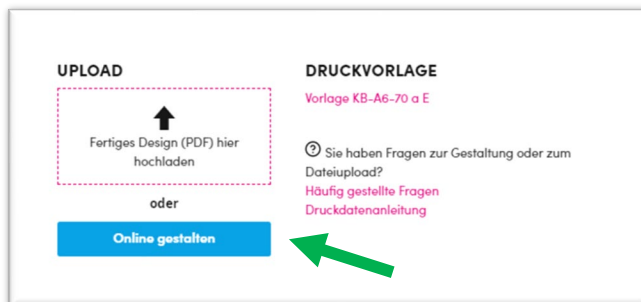 UPLOAD
Fertiges Design (PDF) hier
hochladen
oder
Online gestalten
DRUCKVORLAGE
Vorlage KB-A6-70 a E
? Sie haben Fragen zur Gestaltung oder zum
Dateiupload?
Häufig gestellte Fragen
Druckdatenanleitung